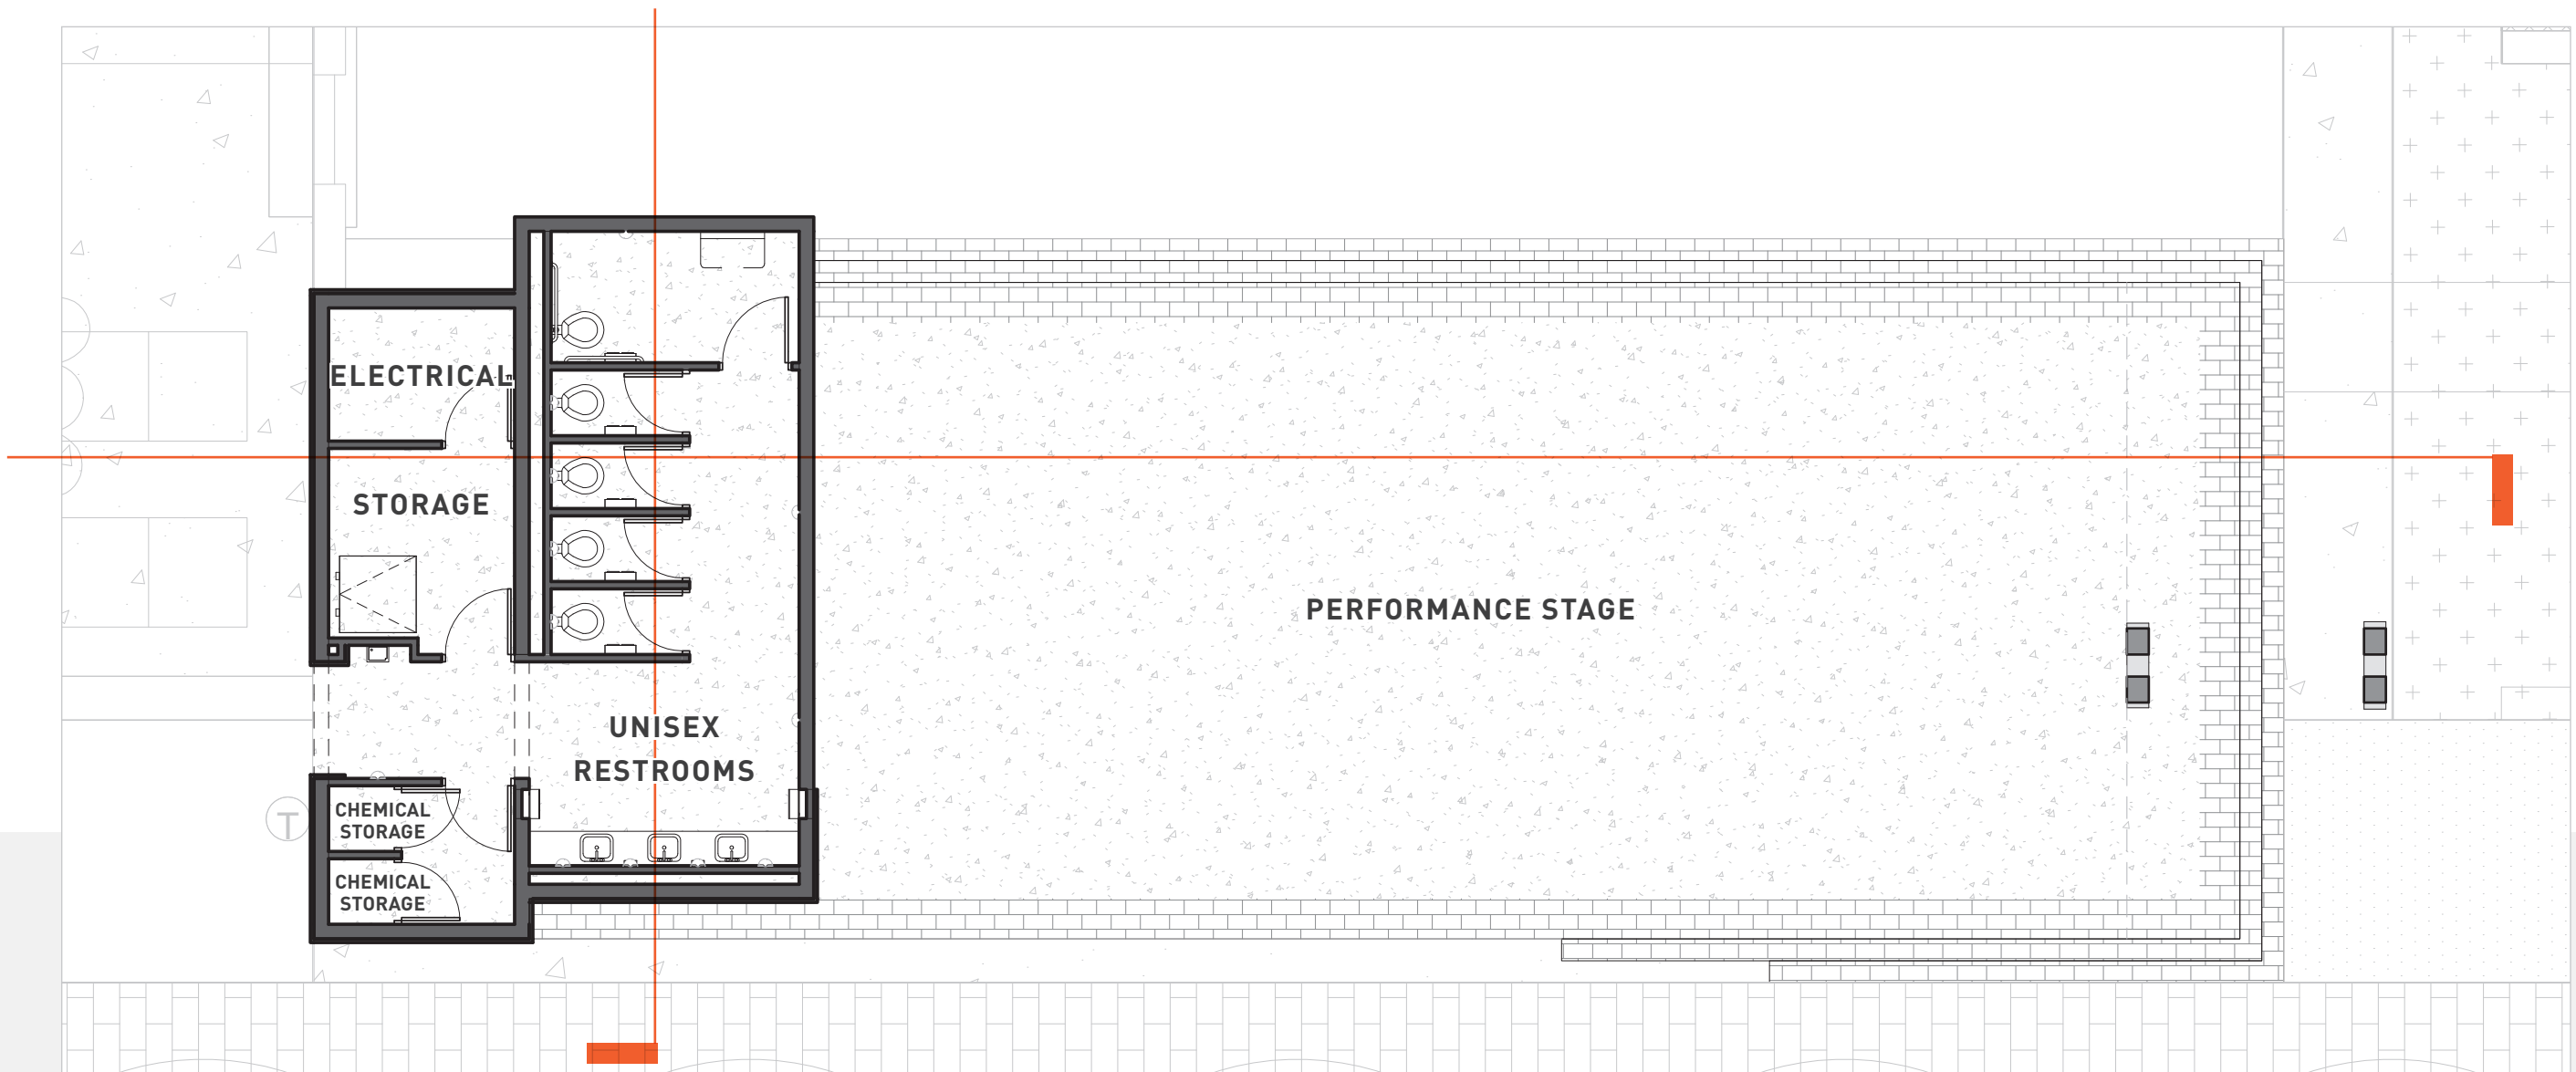 ELECTRICAL
STORAGE
PERFORMANCE STAGE
UNISEX
RESTROOMS
CHEMICAL
STORAGE
CHEMICAL
STORAGE
T